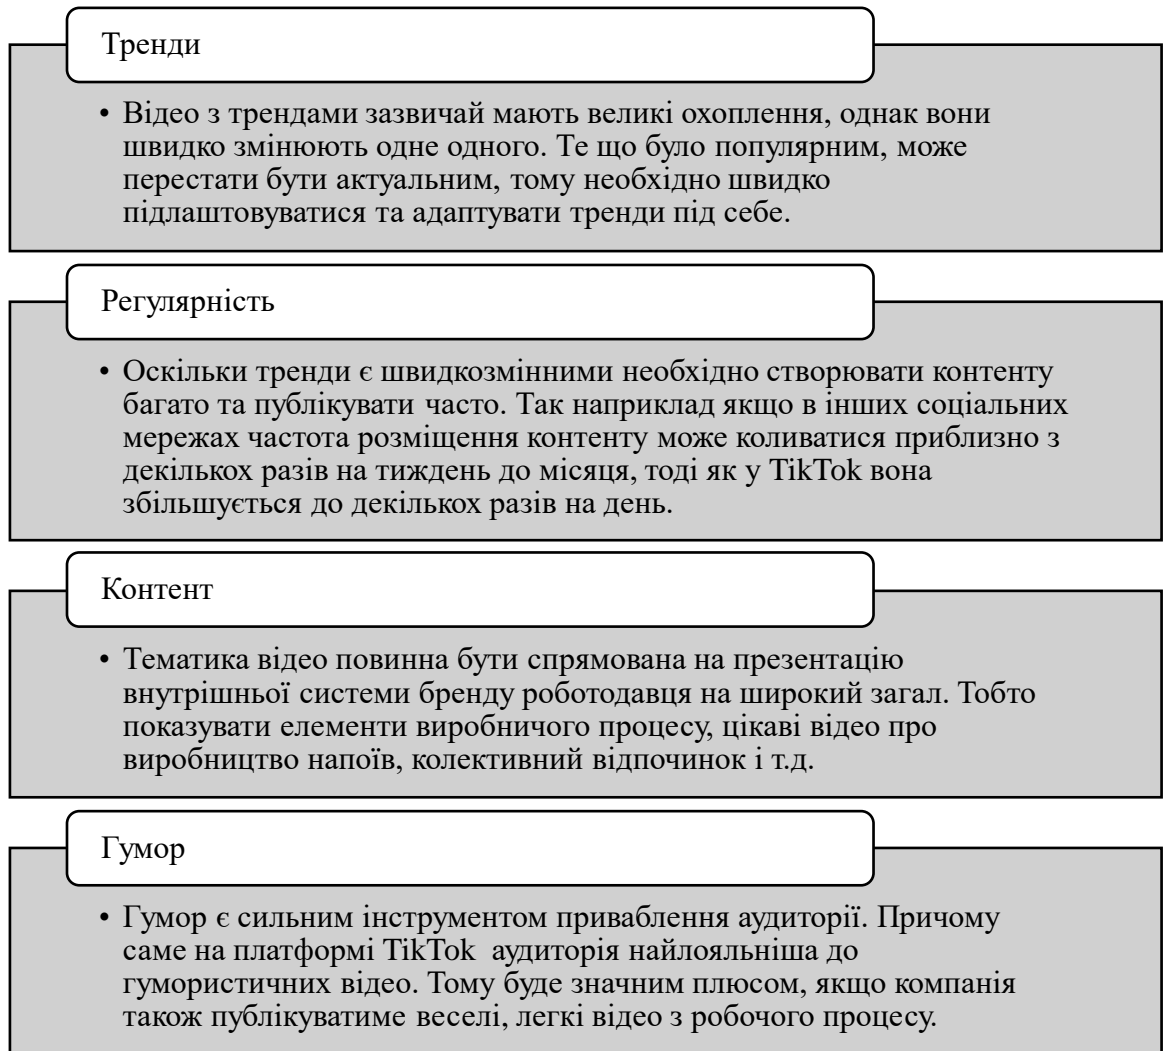 Тренди
• Відео з трендами зазвичай мають великі охоплення, однак вони
швидко змінюють одне одного. Те що було популярним, може
перестати бути актуальним, тому необхідно швидко
підлаштовуватися та адаптувати тренди під себе.
Регулярність
• Оскільки тренди є швидкозмінними необхідно створювати контенту
багато та публікувати часто. Так наприклад якщо в інших соціальних
мережах частота розміщення контенту може коливатися приблизно з
декількох разів на тиждень до місяця, тоді як у TikTok вона
збільшується до декількох разів на день.
Контент
• Тематика відео повинна бути спрямована на презентацію
внутрішньої системи бренду роботодавця на широкий загал. Тобто
показувати елементи виробничого процесу, цікаві відео про
виробництво напоїв, колективний відпочинок і т.д.
Гумор
• Гумор є сильним інструментом приваблення аудиторії. Причому
саме на платформі TikTok аудиторія найлояльніша до
гумористичних відео. Тому буде значним плюсом, якщо компанія
також публікуватиме веселі, легкі відео з робочого процесу.